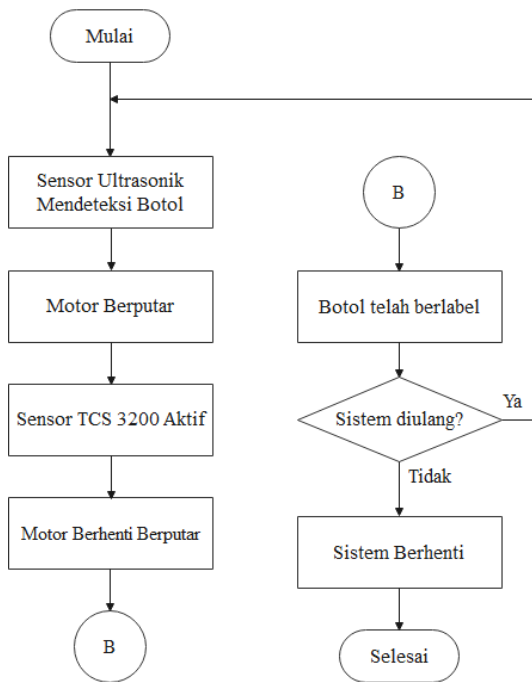 Mulai
Sensor Ultrasonik
Mendeteksi Botol
Motor Berputar
Sensor TCS 3200 Aktif
Motor Berhenti Berputar
B
B
Botol telah berlabel
Sistem diulang?
Ya
Tidak
Sistem Berhenti
Selesai